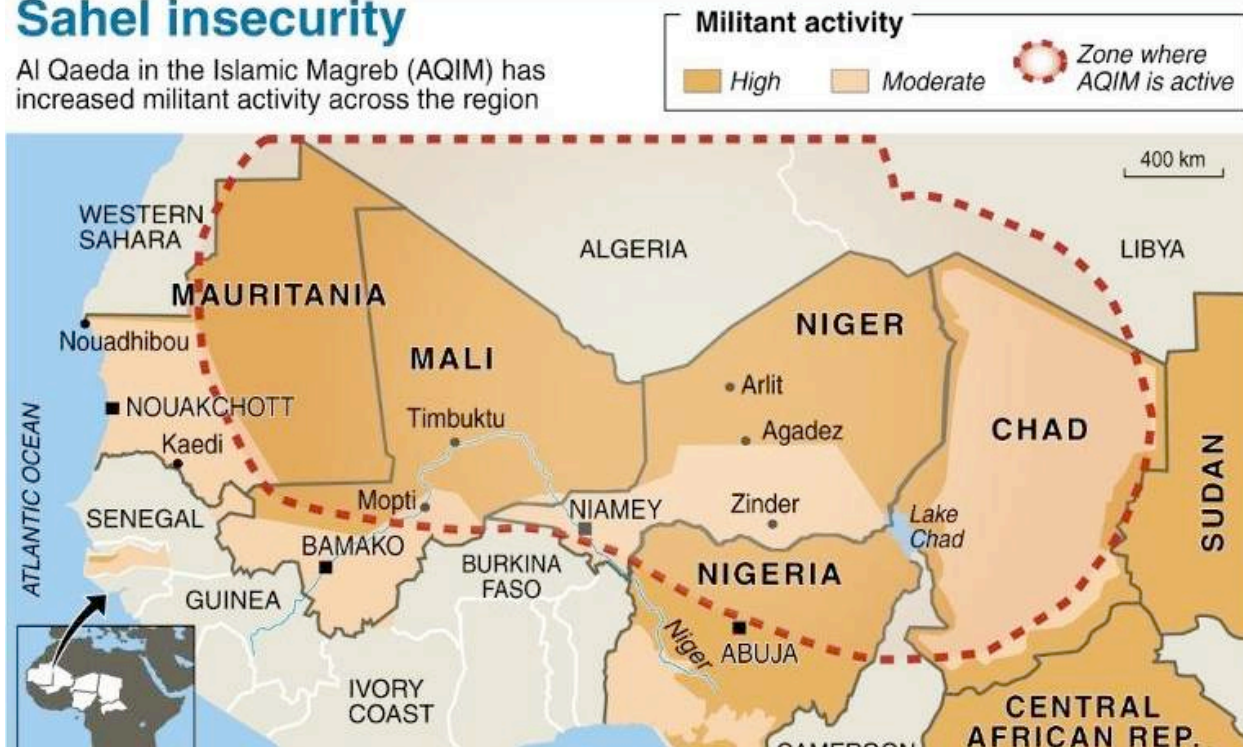 Sahel insecurity
Al Qaeda in the Islamic Magreb (AQIM) has
increased militant activity across the region
Militant activity
High
Moderate
Zone where
AQIM is active
400 km
WESTERN
SAHARA
ALGERIA
LIBYA
MAURITANIA
NIGER
Nouadhibou
MALI
Arlit
NOUAKCHOTT
Timbuktu
Agadez
CHAD
Kaedi
ATLANTIC OCEAN
SUDAN
Mopti
NIAMEY
Zinder
Lake
Chad
SENEGAL
BAMAKO
BURKINA
FASO
NIGERIA
GUINEA
Niger
ABUJA
IVORY
COAST
CENTRAL
AFRICAN REP.
CAMEROON